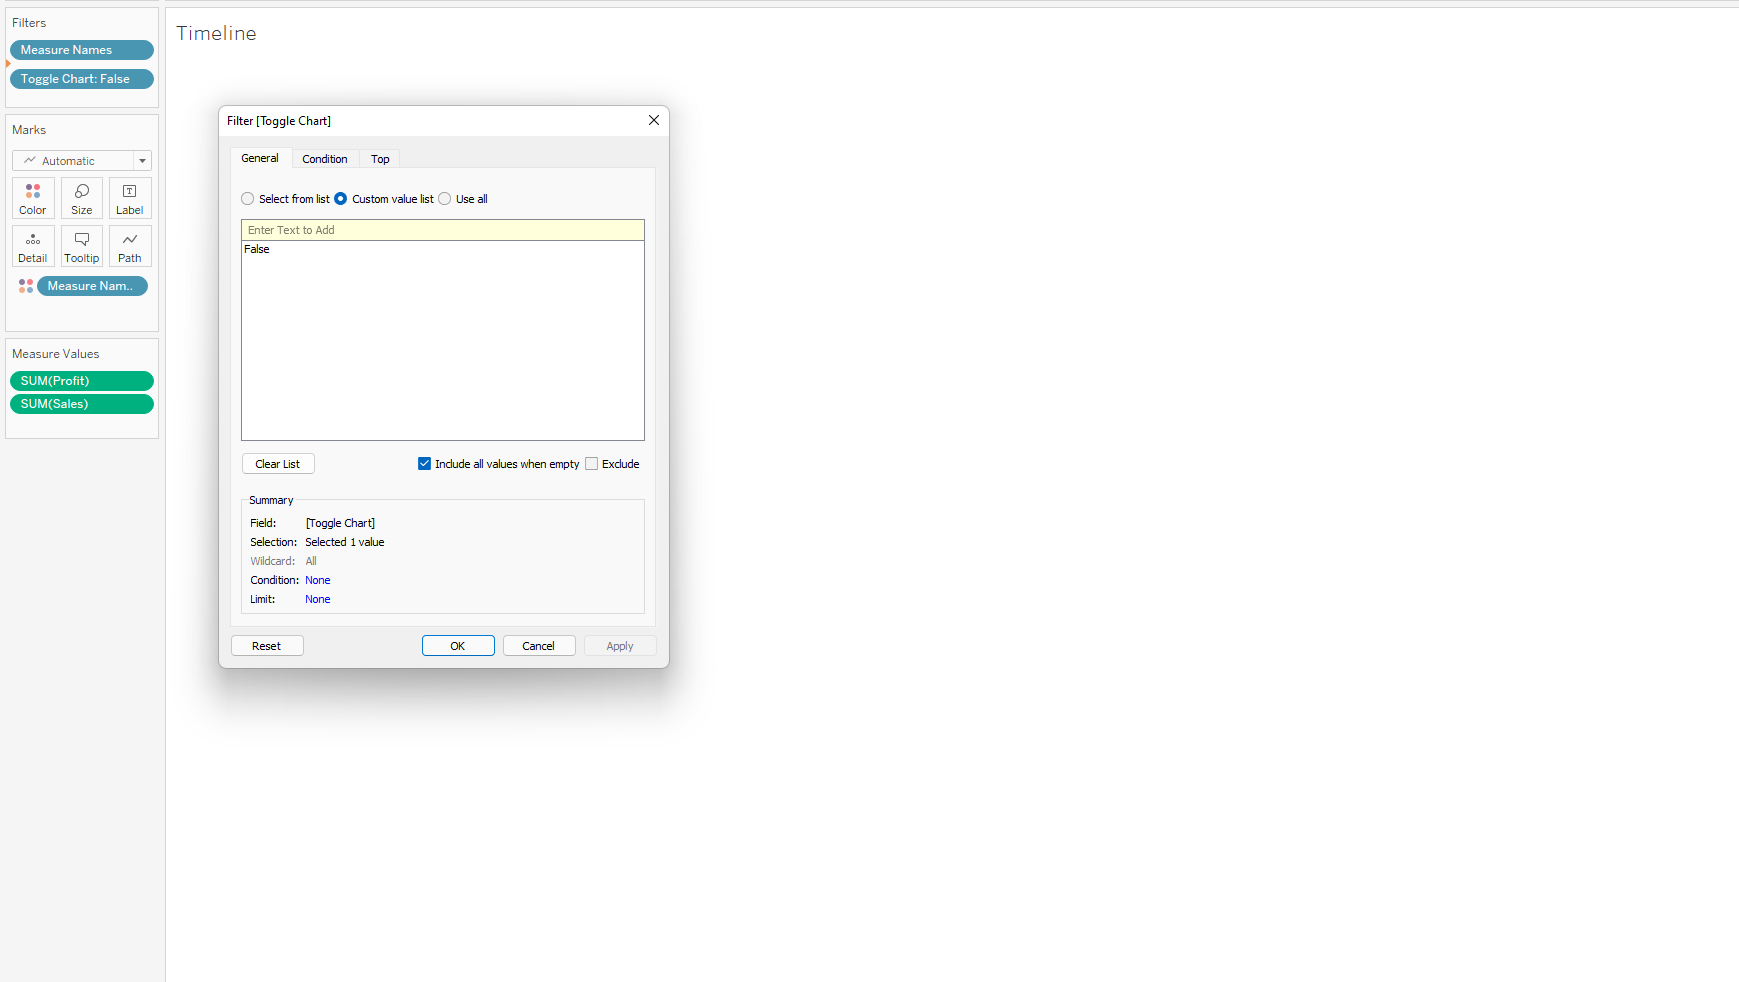 Filters
Measure Names
Toggle Chart: False
Marks
Automatic
Color
Size
Label
Detail
Tooltip
Path
Measure Nam..
Measure Values
SUM(Profit)
SUM(Sales)
Timeline
Filter [Toggle Chart]
General
Condition
Top
Select from list
Custom value list
Use all
Enter Text to Add
False
Clear List
Include all values when empty
Exclude
Summary
Field: [Toggle Chart]
Selection: Selected 1 value
Wildcard: All
Condition: None
Limit: None
Reset
OK
Cancel
Apply